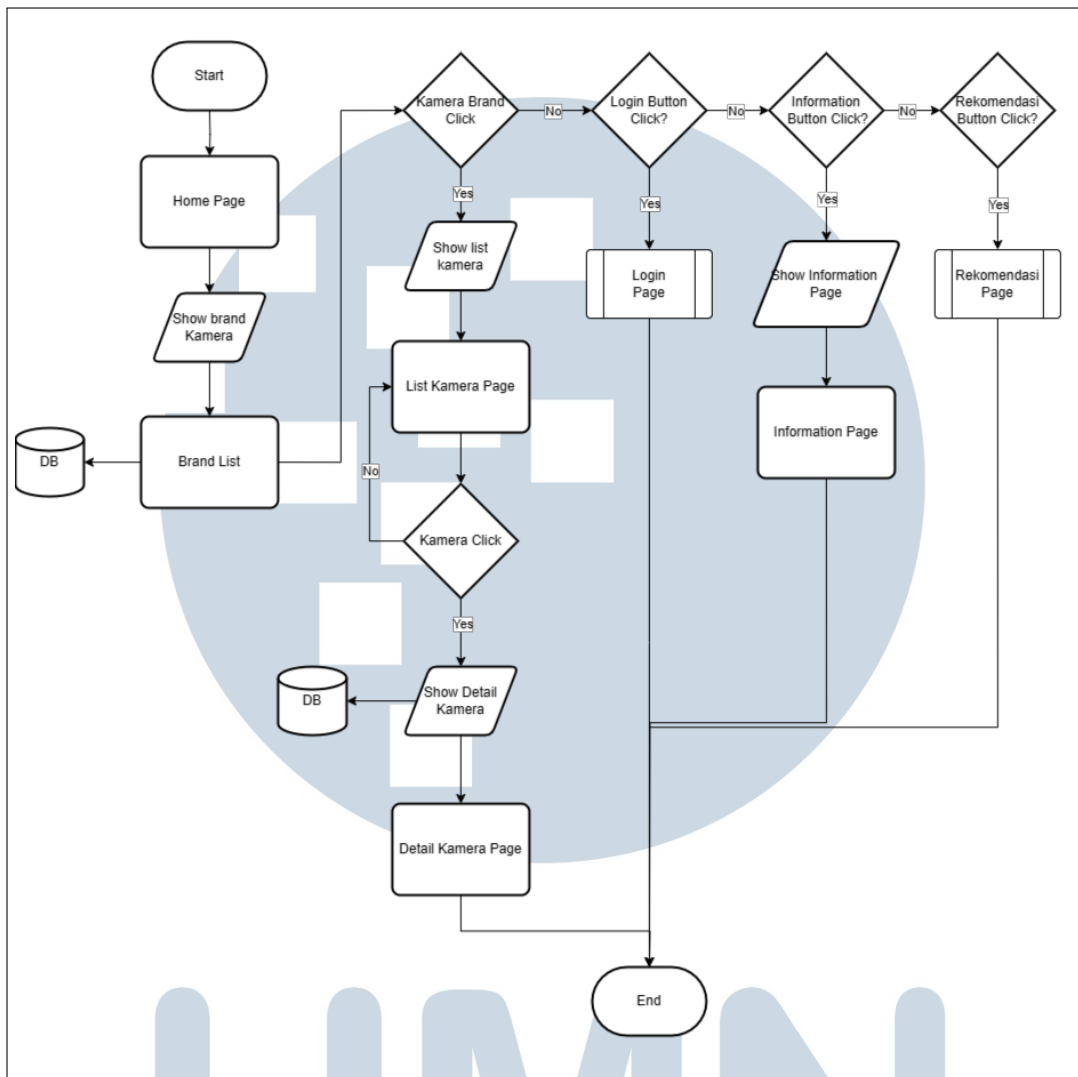 Start
Kamera Brand
Click
No
Login Button
Click?
No
Information
Button Click?
No
Rekomendasi
Button Click?
Home Page
Yes
Yes
Yes
Yes
Show list
kamera
Login
Page
Show Information
Page
Rekomendasi
Page
Show brand
Kamera
List Kamera Page
Information Page
DB
Brand List
No
Kamera Click
Yes
DB
Show Detail
Kamera
Detail Kamera Page
End
UMN